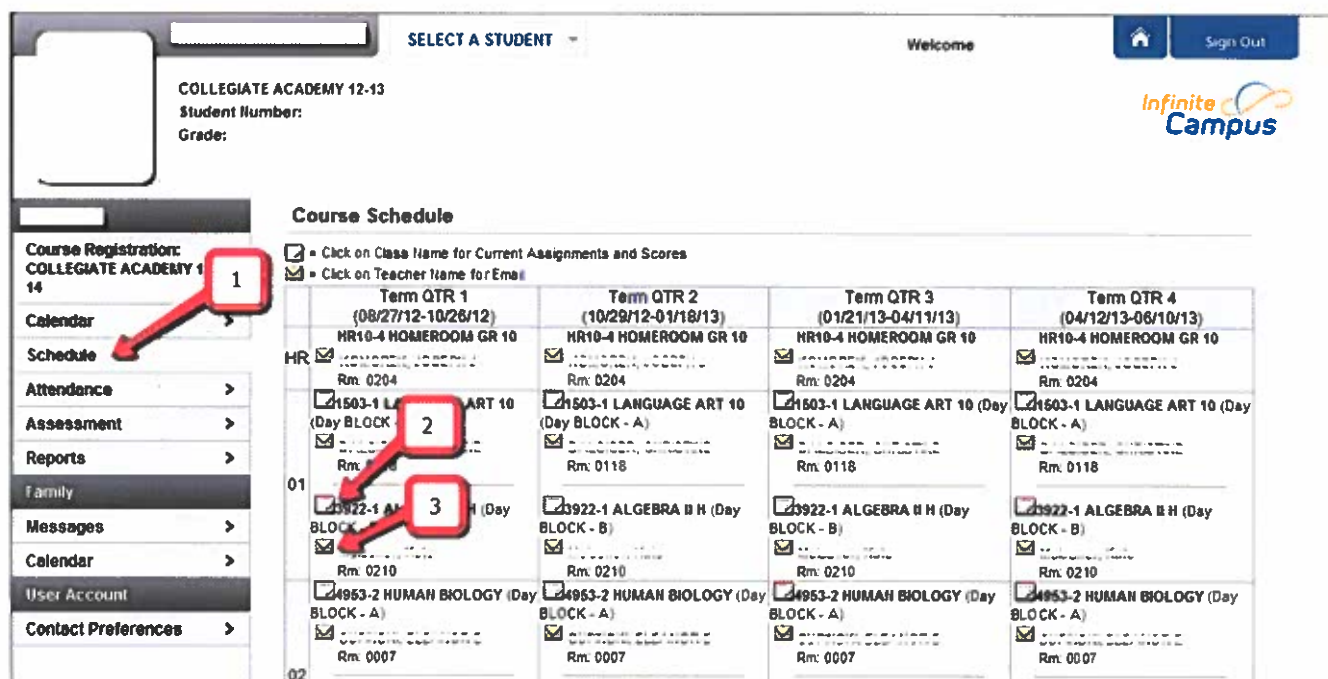 SELECT A STUDENT
Welcome
Sign Out
COLLEGIATE ACADEMY 12-13
Student Number:
Grade:
Infinite
Campus
Course Registration:
COLLEGIATE ACADEMY 1
14
Calendar >
Schedule
Attendance >
Assessment >
Reports >
Family
Messages >
Calendar >
User Account
Contact Preferences >
1
2
3
Course Schedule
= Click on Class Name for Current Assignments and Scores
= Click on Teacher Name for Email
Term QTR 1 Term QTR 2 Term QTR 3 Term QTR 4
(08/27/12-10/26/12) (10/29/12-01/18/13) (01/21/13-04/11/13) (04/12/13-06/10/13)
HR10-4 HOMEROOM GR 10 HR10-4 HOMEROOM GR 10 HR10-4 HOMEROOM GR 10 HR10-4 HOMEROOM GR 10
HR
Rm: 0204 Rm: 0204 Rm: 0204 Rm: 0204
1503-1 ART 10 1503-1 LANGUAGE ART 10 1503-1 LANGUAGE ART 10 (Day 1503-1 LANGUAGE ART 10 (Day
(Day BLOCK - (Day BLOCK - A) BLOCK - A) BLOCK - A)
Rm: Rm: 0118 Rm: 0118 Rm: 0118
01
3922-1 H (Day 3922-1 ALGEBRA II H (Day 3922-1 ALGEBRA II H (Day 3922-1 ALGEBRA II H (Day
BLOCK - BLOCK - B) BLOCK - B) BLOCK - B)
Rm: 0210 Rm: 0210 Rm: 0210 Rm: 0210
4953-2 HUMAN BIOLOGY (Day 4953-2 HUMAN BIOLOGY (Day 4953-2 HUMAN BIOLOGY (Day 4953-2 HUMAN BIOLOGY (Day
BLOCK - A) BLOCK - A) BLOCK - A) BLOCK - A)
Rm: 0007 Rm: 0007 Rm: 0007 Rm: 0007
02